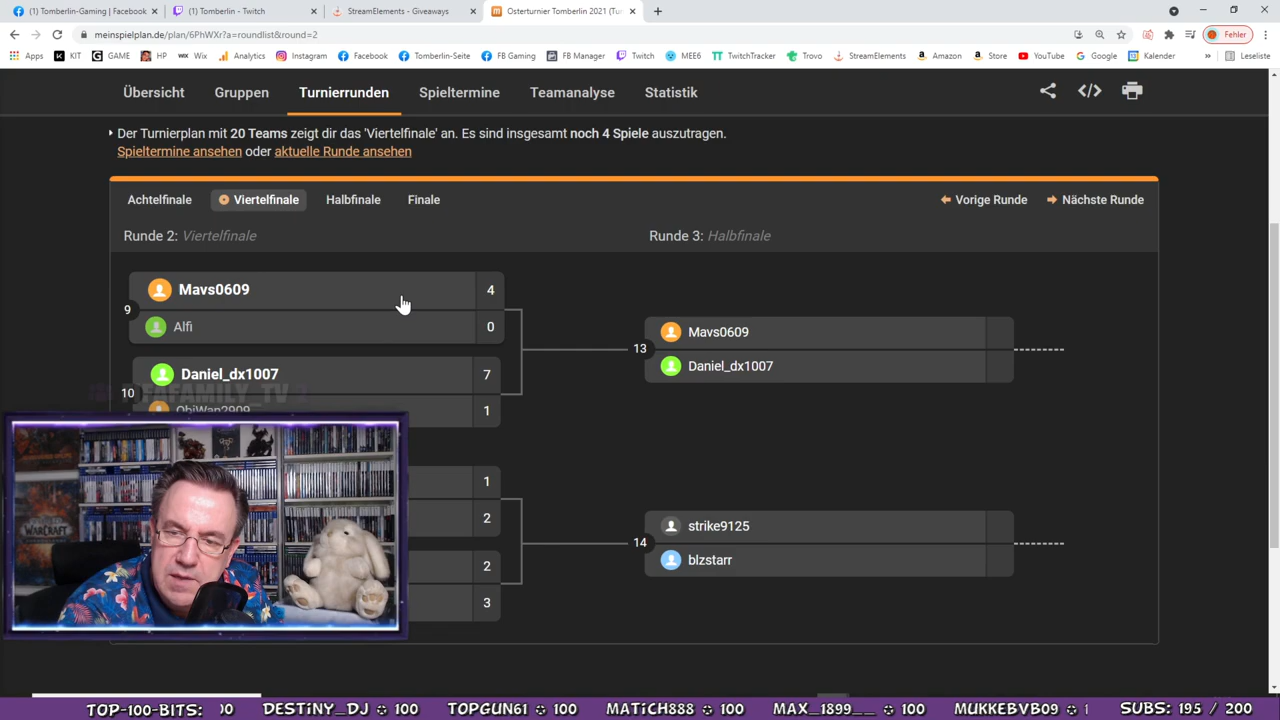 (1) Tomberlin-Gaming | Facebook
(1) Tomberlin - Twitch
StreamElements - Giveaways
Osterturnier Tomberlin 2021 (Tu
meinspielplan.de/plan/6PhWXr?a=roundlist&round=2
Fehler
Apps KIT GAME HP Wix Analytics Instagram Facebook Tomberlin-Seite FB Gaming FB Manager Twitch MEE6 TwitchTracker Trovo StreamElements Amazon Store YouTube Google Kalender » Leseliste
Übersicht Gruppen Turnierrunden Spieltermine Teamanalyse Statistik
Der Turnierplan mit 20 Teams zeigt dir das 'Viertelfinale' an. Es sind insgesamt noch 4 Spiele auszutragen.
Spieltermine ansehen oder aktuelle Runde ansehen
Achtelfinale Viertelfinale Halbfinale Finale Vorige Runde Nächste Runde
Runde 2: Viertelfinale Runde 3: Halbfinale
Mavs0609 4
9
Alfi 0
Mavs0609
13
Daniel_dx1007
Daniel_dx1007 7
10
ObiWan2909 1
1
2
strike9125
14
blzstarr
2
3
TOP-100-BITS: 00 DESTINY_DJ 100 TOPGUN61 100 MATCH888 100 MAX_1899__ 100 MUKKEBVB09 1 SUBS: 195 / 200